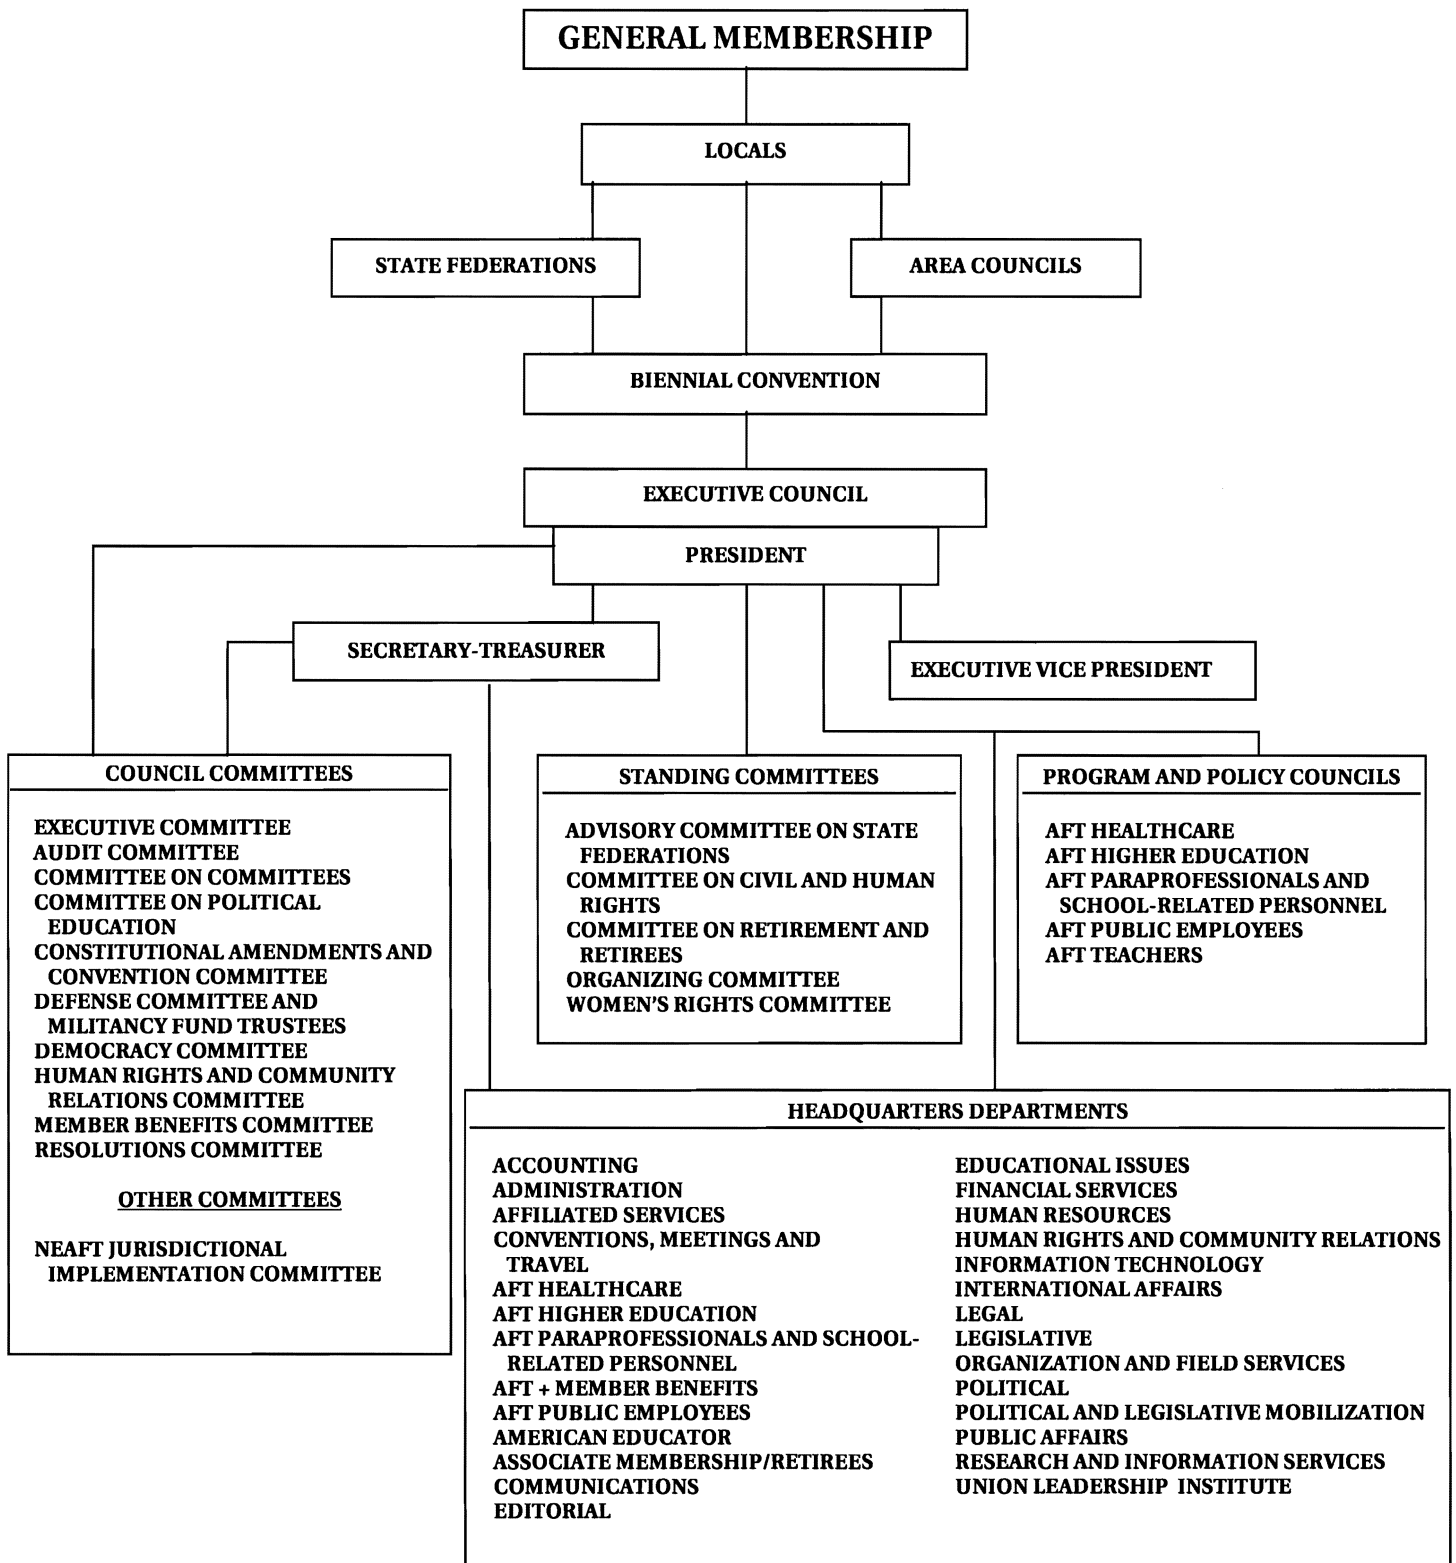 GENERAL MEMBERSHIP
LOCALS
STATE FEDERATIONS
AREA COUNCILS
BIENNIAL CONVENTION
EXECUTIVE COUNCIL
PRESIDENT
SECRETARY-TREASURER
EXECUTIVE VICE PRESIDENT
COUNCIL COMMITTEES
EXECUTIVE COMMITTEE
AUDIT COMMITTEE
COMMITTEE ON COMMITTEES
COMMITTEE ON POLITICAL
EDUCATION
CONSTITUTIONAL AMENDMENTS AND
CONVENTION COMMITTEE
DEFENSE COMMITTEE AND
MILITANCY FUND TRUSTEES
DEMOCRACY COMMITTEE
HUMAN RIGHTS AND COMMUNITY
RELATIONS COMMITTEE
MEMBER BENEFITS COMMITTEE
RESOLUTIONS COMMITTEE
OTHER COMMITTEES
NEAFT JURISDICTIONAL
IMPLEMENTATION COMMITTEE
STANDING COMMITTEES
ADVISORY COMMITTEE ON STATE
FEDERATIONS
COMMITTEE ON CIVIL AND HUMAN
RIGHTS
COMMITTEE ON RETIREMENT AND
RETIREES
ORGANIZING COMMITTEE
WOMEN'S RIGHTS COMMITTEE
PROGRAM AND POLICY COUNCILS
AFT HEALTHCARE
AFT HIGHER EDUCATION
AFT PARAPROFESSIONALS AND
SCHOOL-RELATED PERSONNEL
AFT PUBLIC EMPLOYEES
AFT TEACHERS
HEADQUARTERS DEPARTMENTS
ACCOUNTING
ADMINISTRATION
AFFILIATED SERVICES
CONVENTIONS, MEETINGS AND
TRAVEL
AFT HEALTHCARE
AFT HIGHER EDUCATION
AFT PARAPROFESSIONALS AND SCHOOL-
RELATED PERSONNEL
AFT + MEMBER BENEFITS
AFT PUBLIC EMPLOYEES
AMERICAN EDUCATOR
ASSOCIATE MEMBERSHIP/RETIREES
COMMUNICATIONS
EDITORIAL
EDUCATIONAL ISSUES
FINANCIAL SERVICES
HUMAN RESOURCES
HUMAN RIGHTS AND COMMUNITY RELATIONS
INFORMATION TECHNOLOGY
INTERNATIONAL AFFAIRS
LEGAL
LEGISLATIVE
ORGANIZATION AND FIELD SERVICES
POLITICAL
POLITICAL AND LEGISLATIVE MOBILIZATION
PUBLIC AFFAIRS
RESEARCH AND INFORMATION SERVICES
UNION LEADERSHIP INSTITUTE